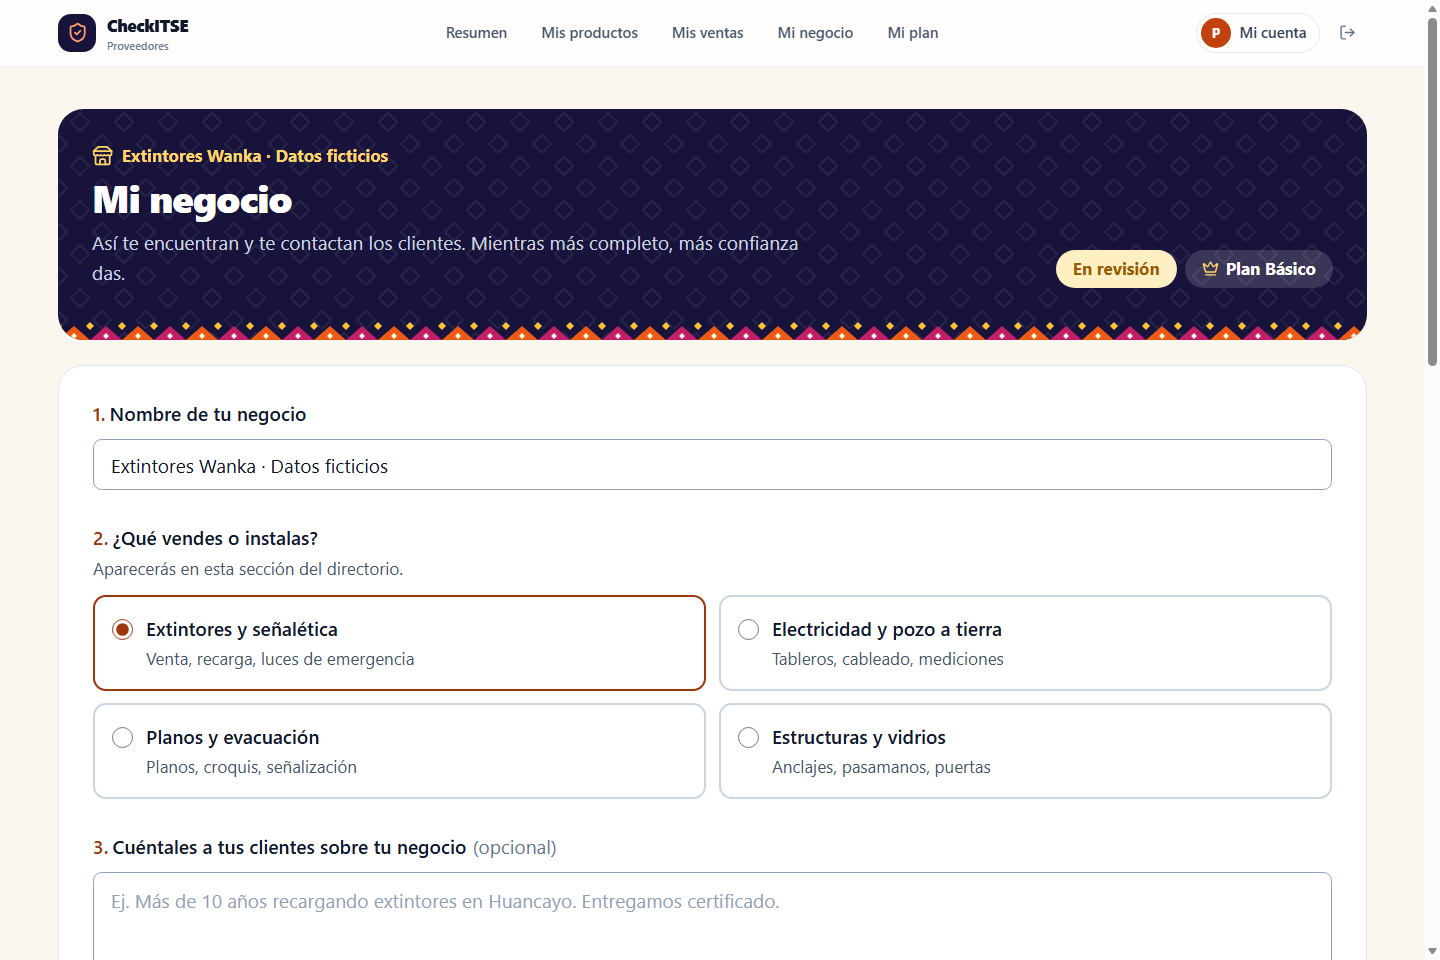 CheckITSE
Proveedores
Resumen
Mis productos
Mis ventas
Mi negocio
Mi plan
P
Mi cuenta
Extintores Wanka · Datos ficticios
Mi negocio
Así te encuentran y te contactan los clientes. Mientras más completo, más confianza
das.
En revisión
Plan Básico
1. Nombre de tu negocio
Extintores Wanka · Datos ficticios
2. ¿Qué vendes o instalas?
Aparecerás en esta sección del directorio.
Extintores y señalética
Venta, recarga, luces de emergencia
Electricidad y pozo a tierra
Tableros, cableado, mediciones
Planos y evacuación
Planos, croquis, señalización
Estructuras y vidrios
Anclajes, pasamanos, puertas
3. Cuéntales a tus clientes sobre tu negocio (opcional)
Ej. Más de 10 años recargando extintores en Huancayo. Entregamos certificado.